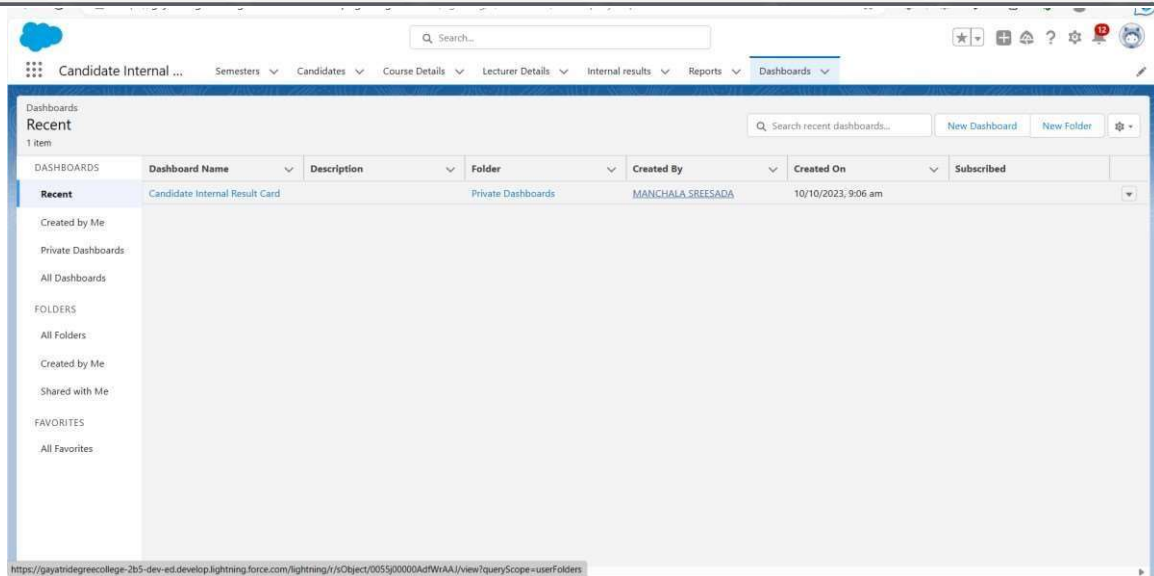 Search...
12
Candidate Internal ...
Semesters
Candidates
Course Details
Lecturer Details
Internal results
Reports
Dashboards
Dashboards
Recent
1 item
Search recent dashboards...
New Dashboard
New Folder
DASHBOARDS
Dashboard Name
Description
Folder
Created By
Created On
Subscribed
Recent
Candidate Internal Result Card
Private Dashboards
MANCHALA SREESADA
10/10/2023, 9:06 am
Created by Me
Private Dashboards
All Dashboards
FOLDERS
All Folders
Created by Me
Shared with Me
FAVORITES
All Favorites
https://gayatridegreecollege-2b5-dev-ed.develop.lightning.force.com/lightning/r/sObject/0055j00000AdfWrAAJ/view?queryScope=userFolders